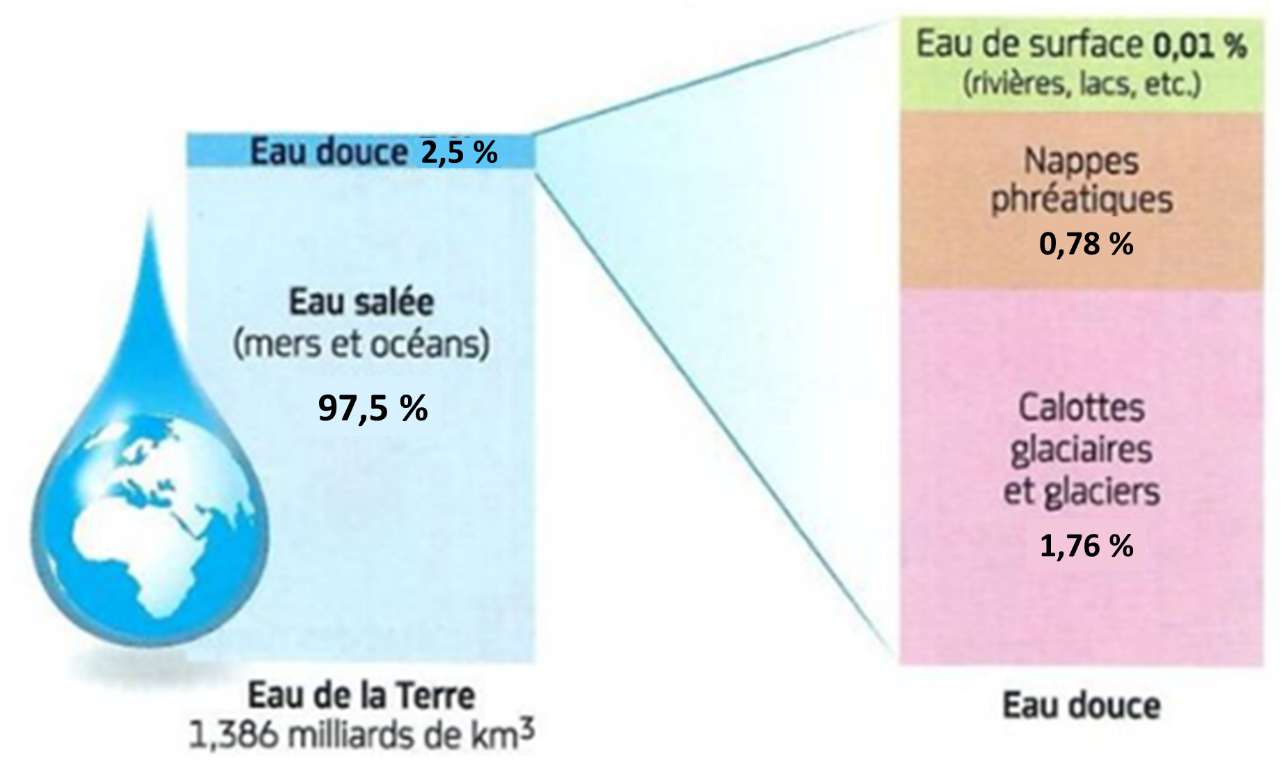 Eau douce 2,5 %
Eau salée
(mers et océans)
97,5 %
Eau de la Terre
1,386 milliards de km³
Eau de surface 0,01 %
(rivières, lacs, etc.)
Nappes
phréatiques
0,78 %
Calottes
glaciaires
et glaciers
1,76 %
Eau douce